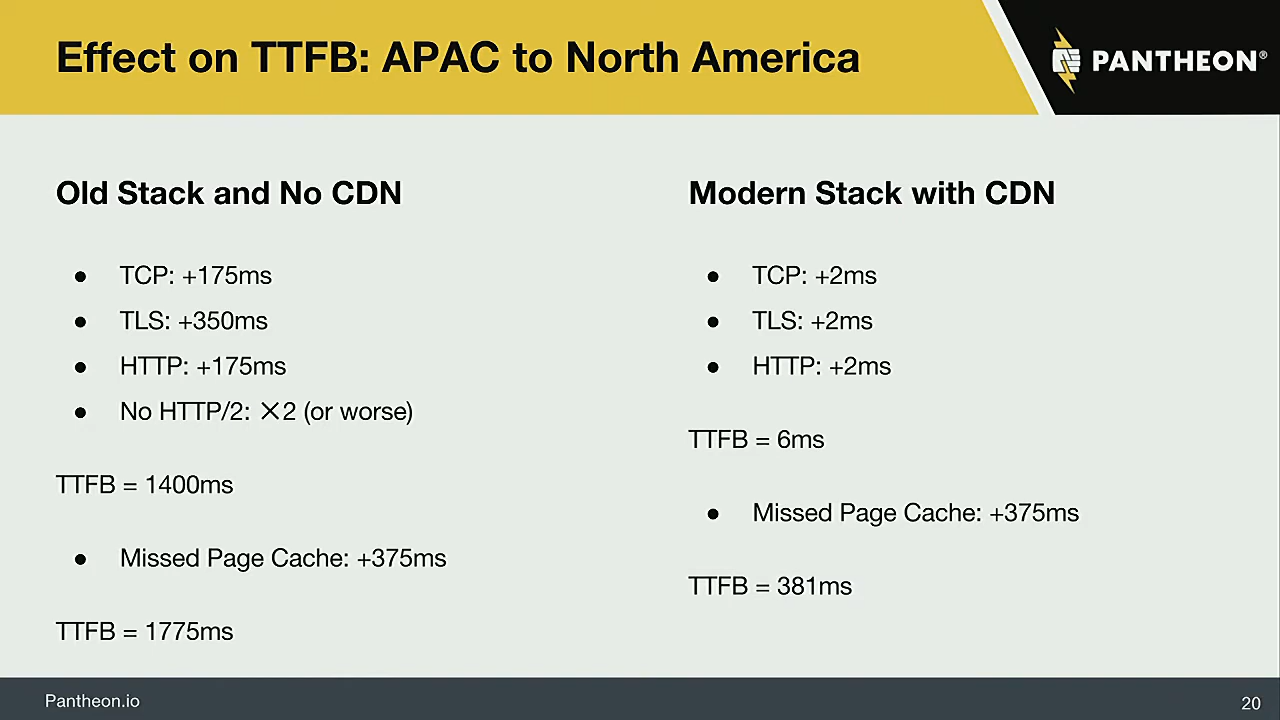 Effect on TTFB: APAC to North America
PANTHEON®
Old Stack and No CDN
● TCP: +175ms
● TLS: +350ms
● HTTP: +175ms
● No HTTP/2: ×2 (or worse)
TTFB = 1400ms
● Missed Page Cache: +375ms
TTFB = 1775ms
Modern Stack with CDN
● TCP: +2ms
● TLS: +2ms
● HTTP: +2ms
TTFB = 6ms
● Missed Page Cache: +375ms
TTFB = 381ms
Pantheon.io
20